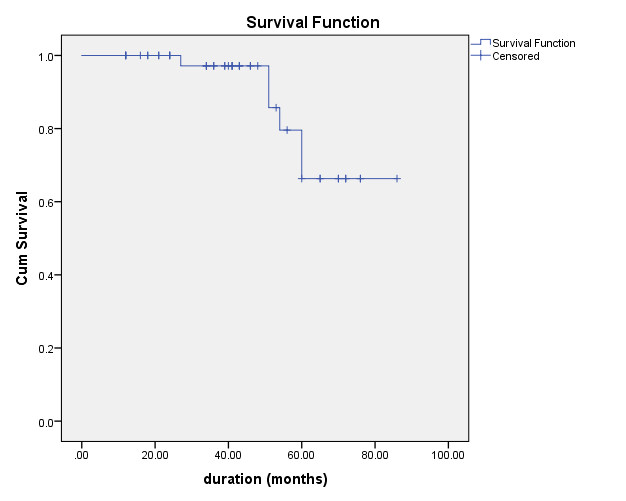 Survival Function
Survival Function
Censored
1.0
0.8
0.6
0.4
0.2
0.0
Cum Survival
.00 20.00 40.00 60.00 80.00 100.00
duration (months)